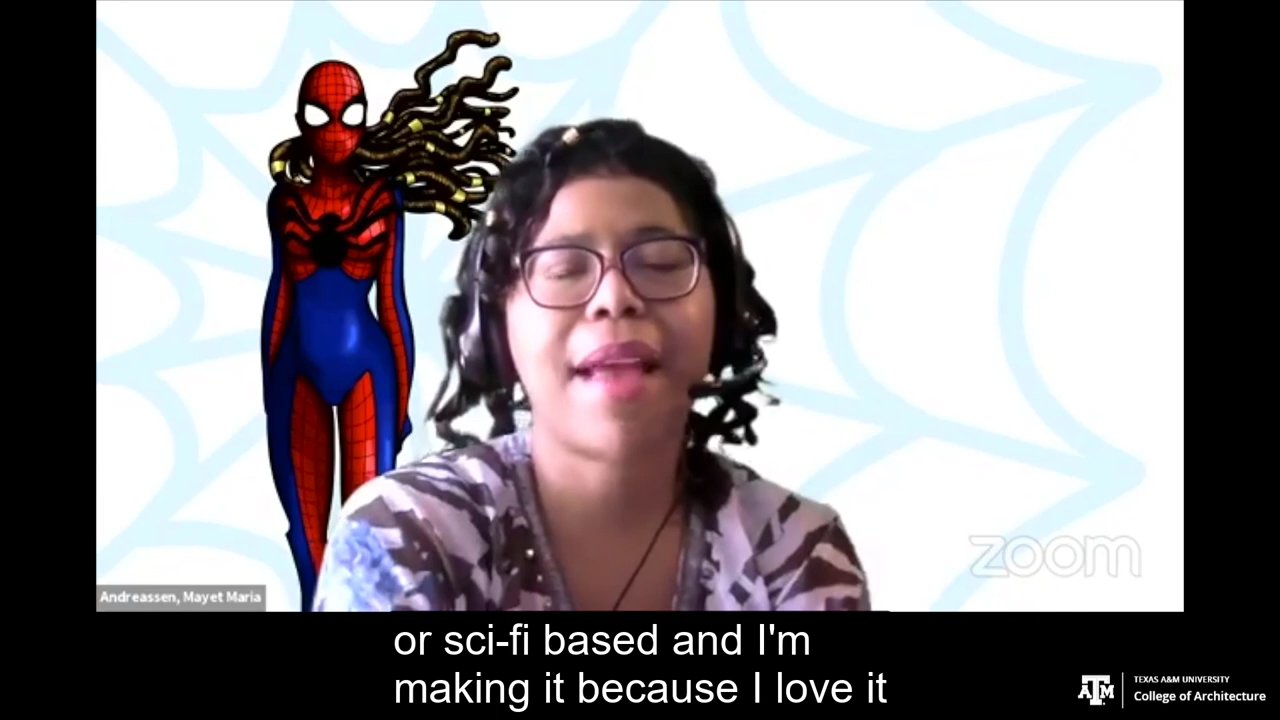 zoom
Andreassen, Mayet Maria
or sci-fi based and I'm
making it because I love it
ATM
TEXAS A&M UNIVERSITY
College of Architecture